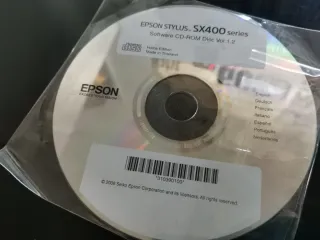 EPSON STYLUS SX400 series
Software CD-ROM Disc Ver.1.2
EPSON
English
Deutsch
Français
Italiano
Español
Português
Nederlands
© 2008 Seiko Epson Corporation and its licensors. All rights reserved.